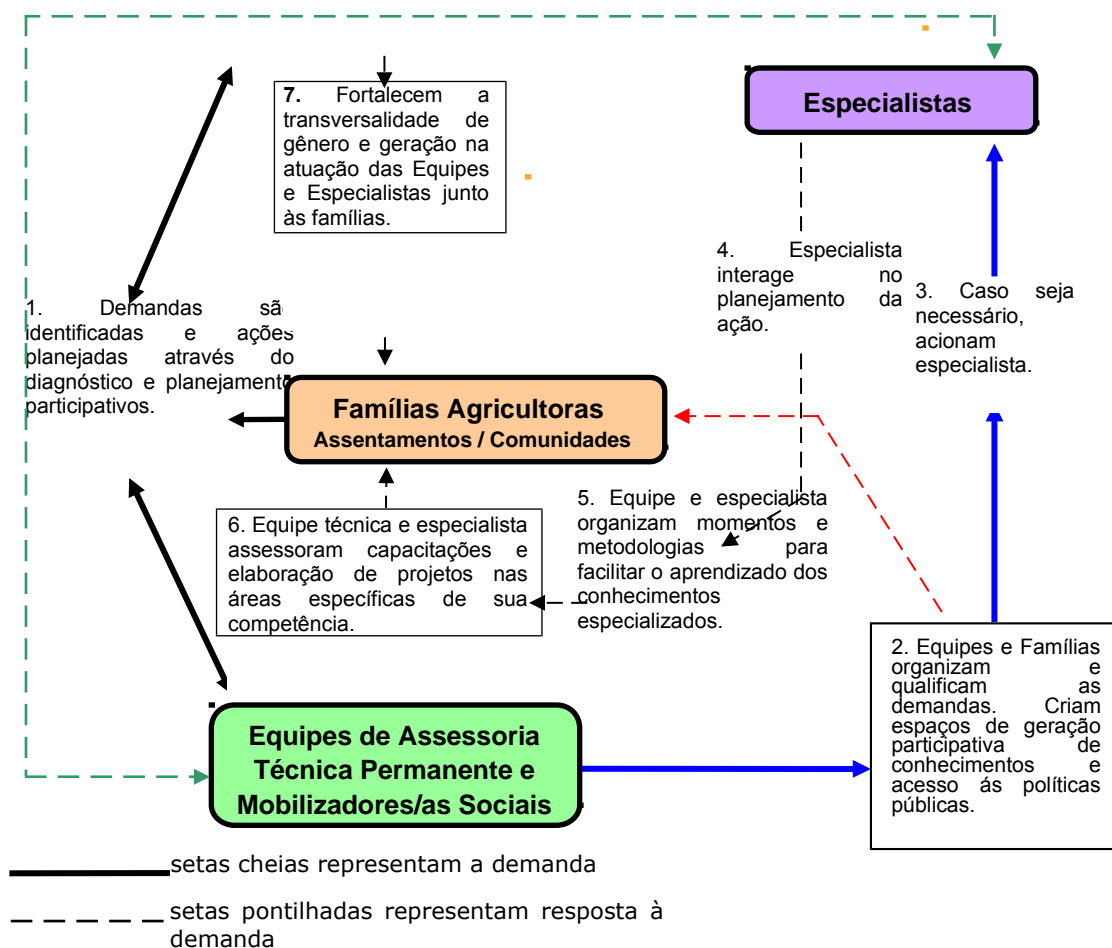 7. Fortalecem a
transversalidade de
gênero e geração na
atuação das Equipes
e Especialistas junto
às famílias.
Especialistas
4. Especialista
interage no
planejamento da
ação.
3. Caso seja
necessário,
acionam
especialista.
1. Demandas sã
identificadas e ações
planejadas através do
diagnóstico e planejamento
participativos.
Famílias Agricultoras
Assentamentos / Comunidades
5. Equipe e especialista
organizam momentos e
metodologias para
facilitar o aprendizado dos
conhecimentos
especializados.
6. Equipe técnica e especialista
assessoram capacitações e
elaboração de projetos nas
áreas específicas de sua
competência.
2. Equipes e Famílias
organizam e
qualificam as
demandas. Criam
espaços de geração
participativa de
conhecimentos e
acesso ás políticas
públicas.
Equipes de Assessoria
Técnica Permanente e
Mobilizadores/as Sociais
setas cheias representam a demanda
setas pontilhadas representam resposta à
demanda